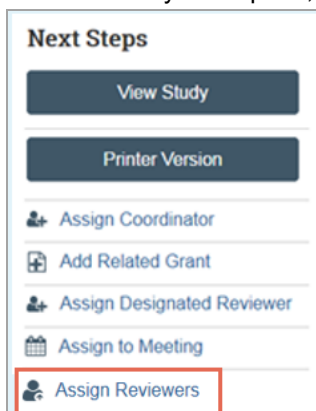 Next Steps
View Study
Printer Version
Assign Coordinator
Add Related Grant
Assign Designated Reviewer
Assign to Meeting
Assign Reviewers